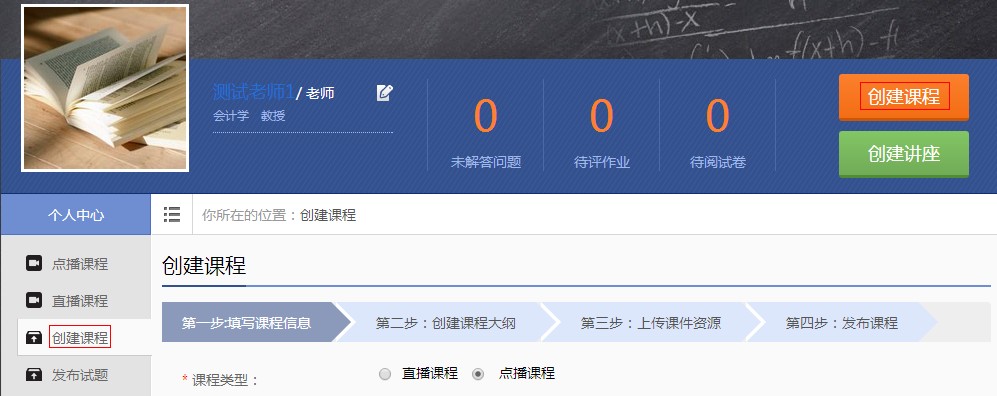 测试老师1/ 老师
会计学 教授
0
未解答问题
0
待评作业
0
待阅试卷
创建课程
创建讲座
个人中心
你所在的位置：创建课程
点播课程
直播课程
创建课程
发布试题
创建课程
第一步:填写课程信息
第二步：创建课程大纲
第三步：上传课件资源
第四步：发布课程
* 课程类型：
直播课程 点播课程